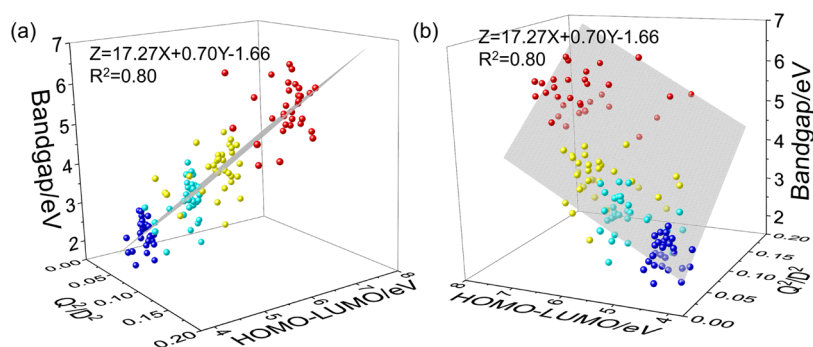 (a)
Z=17.27X+0.70Y-1.66
R²=0.80
Bandgap/eV
7
6
5
4
3
2
0.00
0.05
0.10
0.15
0.20
Q²/D²
4
5
6
7
8
HOMO-LUMO/eV
(b)
Z=17.27X+0.70Y-1.66
R²=0.80
7
6
5
4
3
2
Bandgap/eV
8
7
6
5
4
HOMO-LUMO/eV
0.20
0.15
0.10
0.05
0.00
Q²/D²